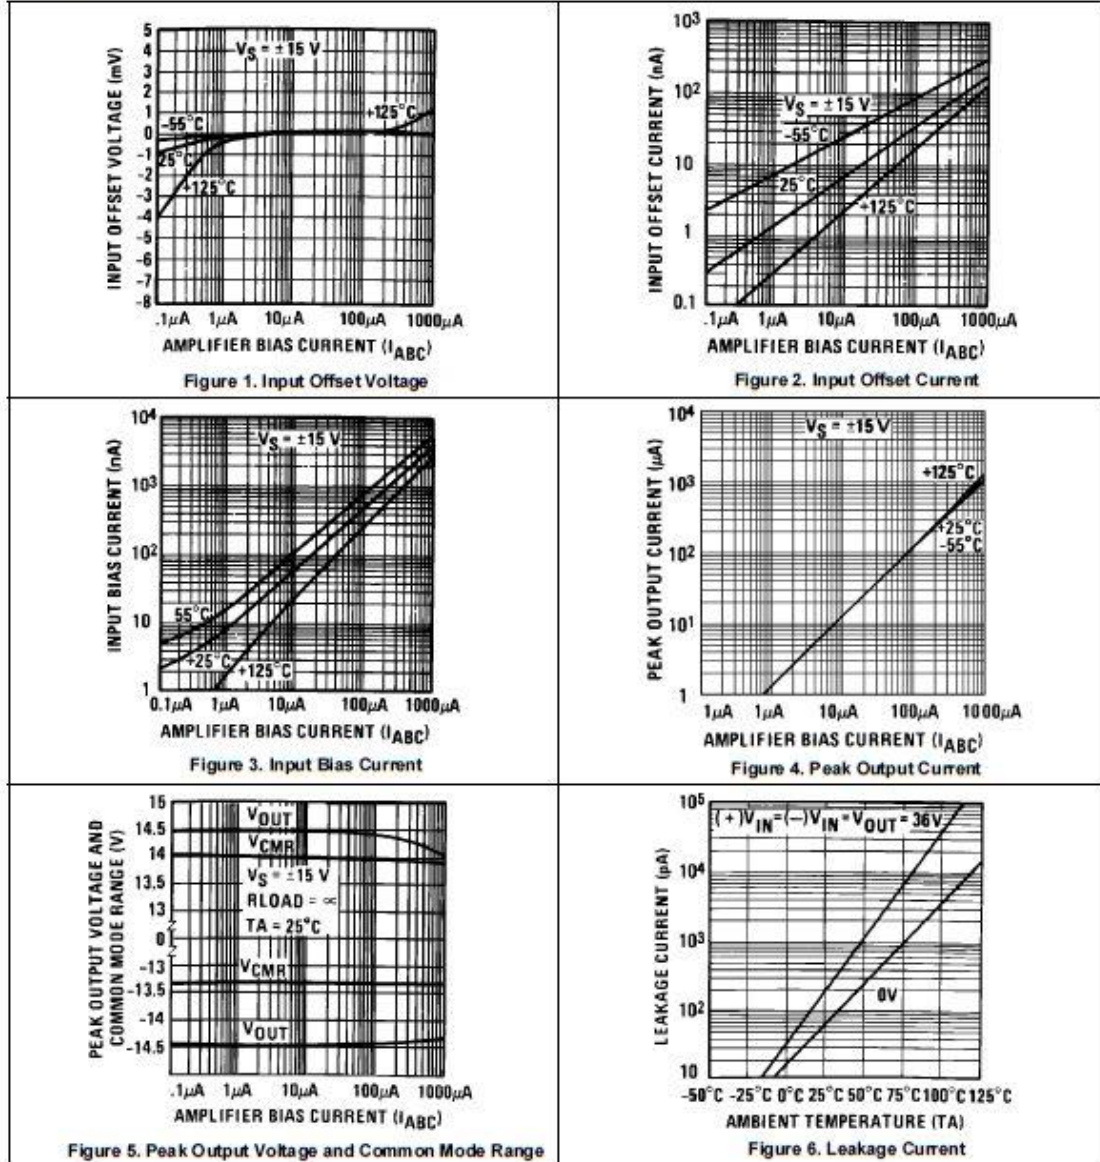 5
4
3
2
1
0
-1
-2
-3
-4
-5
-6
-7
-8
INPUT OFFSET VOLTAGE (mV)
VS = ±15 V
+125°C
-55°C
25°C
+125°C
.1μA 1μA 10μA 100μA 1000μA
AMPLIFIER BIAS CURRENT (IABC)
Figure 1. Input Offset Voltage
10³
10²
10
1
0.1
INPUT OFFSET CURRENT (nA)
VS = ±15 V
-55°C
-25°C
+125°C
.1μA 1μA 10μA 100μA 1000μA
AMPLIFIER BIAS CURRENT (IABC)
Figure 2. Input Offset Current
10⁴
10³
10²
10
1
INPUT BIAS CURRENT (nA)
VS = ±15 V
55°C
+25°C
+125°C
0.1μA 1μA 10μA 100μA 1000μA
AMPLIFIER BIAS CURRENT (IABC)
Figure 3. Input Bias Current
10⁴
10³
10²
10¹
1
PEAK OUTPUT CURRENT (μA)
VS = ±15 V
+125°C
+25°C
-55°C
1μA 1μA 10μA 100μA 1000μA
AMPLIFIER BIAS CURRENT (IABC)
Figure 4. Peak Output Current
15
14.5
14
13.5
13
0
-13
-13.5
-14
-14.5
PEAK OUTPUT VOLTAGE AND
COMMON MODE RANGE (V)
VOUT
VCMR
VS = ±15 V
RLOAD = ∞
TA = 25°C
VCMR
VOUT
.1μA 1μA 10μA 100μA 1000μA
AMPLIFIER BIAS CURRENT (IABC)
Figure 5. Peak Output Voltage and Common Mode Range
10⁵
10⁴
10³
10²
10
LEAKAGE CURRENT (pA)
(+)VIN=(—)VIN=VOUT = 36V
0V
-50°C -25°C 0°C 25°C 50°C 75°C 100°C 125°C
AMBIENT TEMPERATURE (TA)
Figure 6. Leakage Current